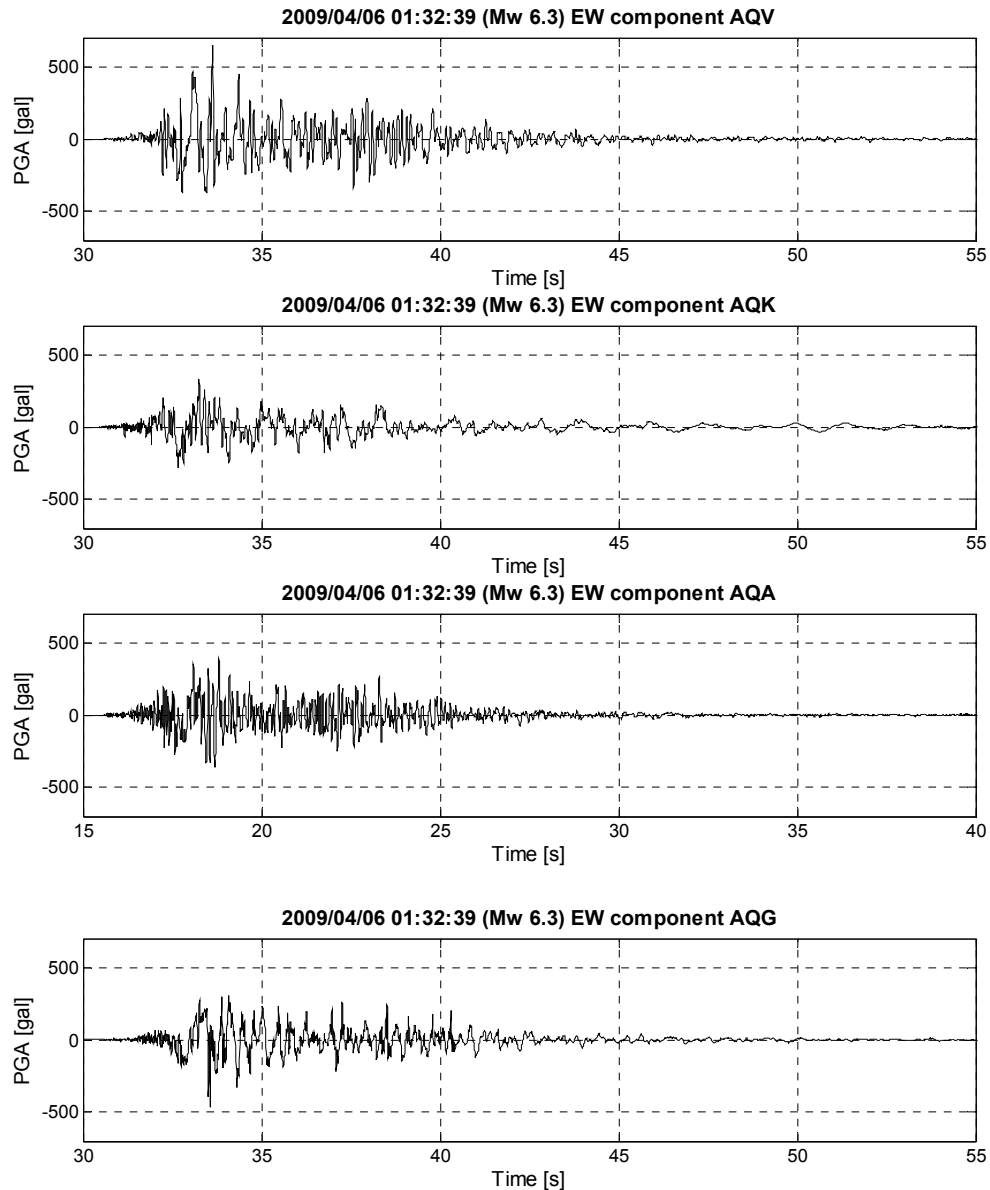 2009/04/06 01:32:39 (Mw 6.3) EW component AQV
500
0
-500
PGA [gal]
30 35 40 45 50 55
Time [s]
2009/04/06 01:32:39 (Mw 6.3) EW component AQK
500
0
-500
PGA [gal]
30 35 40 45 50 55
Time [s]
2009/04/06 01:32:39 (Mw 6.3) EW component AQA
500
0
-500
PGA [gal]
15 20 25 30 35 40
Time [s]
2009/04/06 01:32:39 (Mw 6.3) EW component AQG
500
0
-500
PGA [gal]
30 35 40 45 50 55
Time [s]